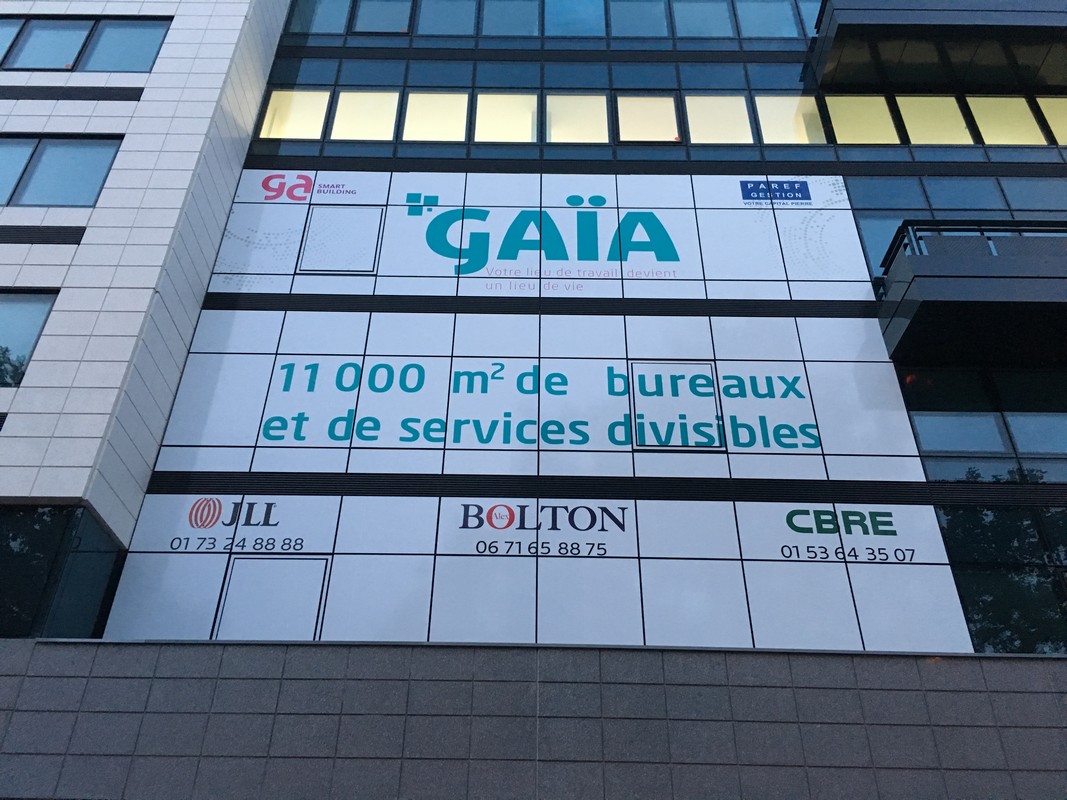 ga SMART
BUILDING
PAREF
GESTION
VOTRE CAPITAL PIERRE
GAÏA
Votre lieu de travail devient
un lieu de vie
11 000 m² de bureaux
et de services divisibles
JLL
01 73 24 88 88
Alex BOLTON
06 71 65 88 75
CBRE
01 53 64 35 07